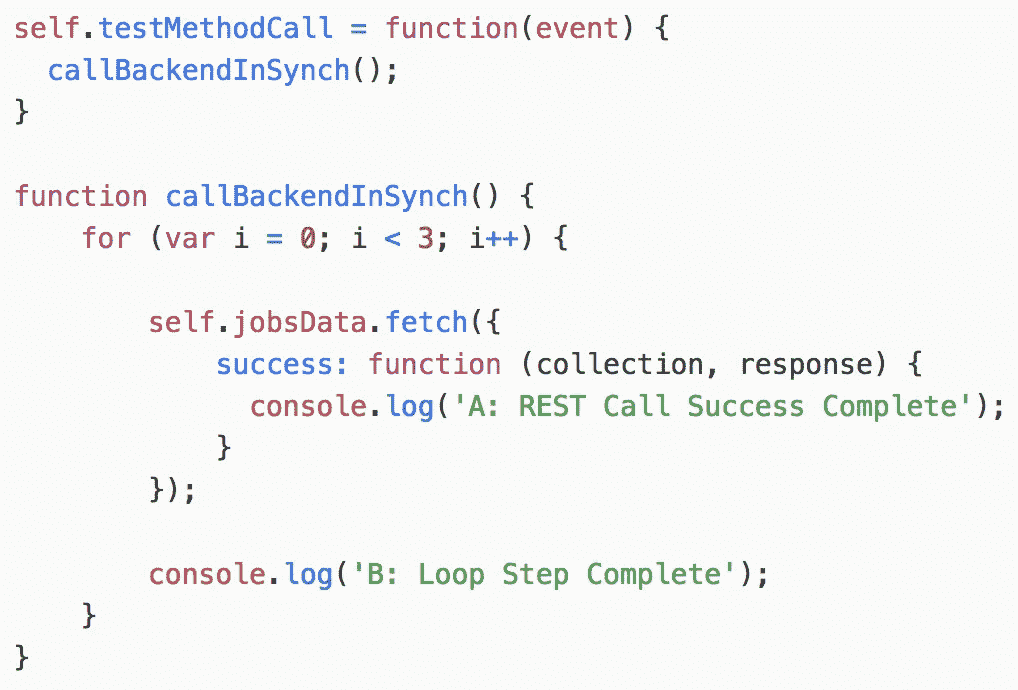 self.testMethodCall = function(event) {
  callBackendInSynch();
}

function callBackendInSynch() {
    for (var i = 0; i < 3; i++) {

        self.jobsData.fetch({
            success: function (collection, response) {
              console.log('A: REST Call Success Complete');
            }
        });

        console.log('B: Loop Step Complete');
    }
}